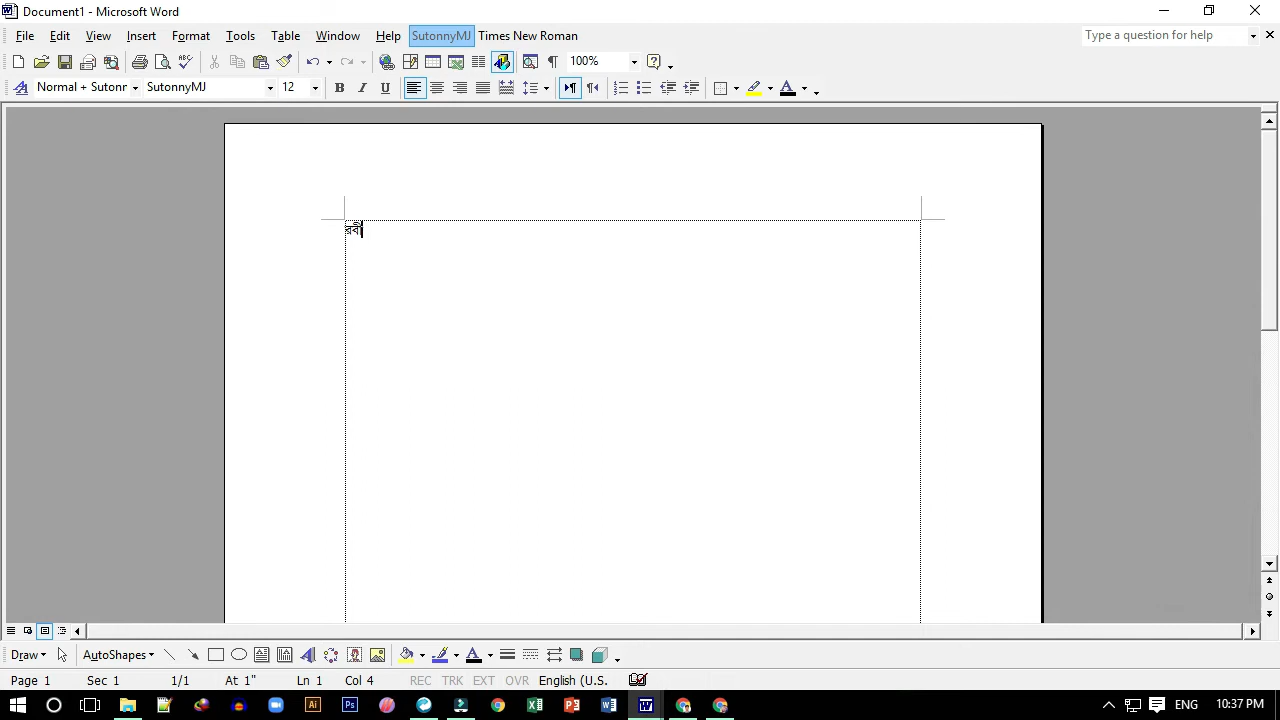 Document1 - Microsoft Word
File Edit View Insert Format Tools Table Window Help SutonnyMJ Times New Roman Type a question for help
100%
Normal + Sutonr SutonnyMJ 12
রবী
Draw AutoShapes
Page 1 Sec 1 1/1 At 1" Ln 1 Col 4 REC TRK EXT OVR English (U.S.
ENG 10:37 PM